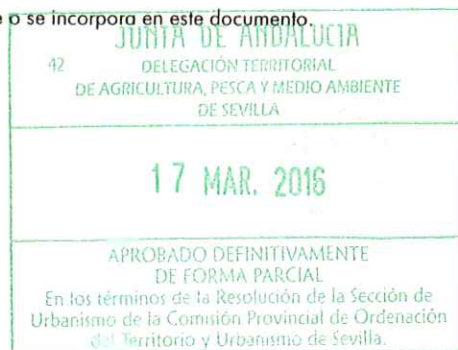 e o se incorpora en este documento.
JUNTA DE ANDALUCIA
42 DELEGACIÓN TERRITORIAL
DE AGRICULTURA, PESCA Y MEDIO AMBIENTE
DE SEVILLA
17 MAR. 2016
APROBADO DEFINITIVAMENTE
DE FORMA PARCIAL
En los términos de la Resolución de la Sección de
Urbanismo de la Comisión Provincial de Ordenación
del Territorio y Urbanismo de Sevilla.